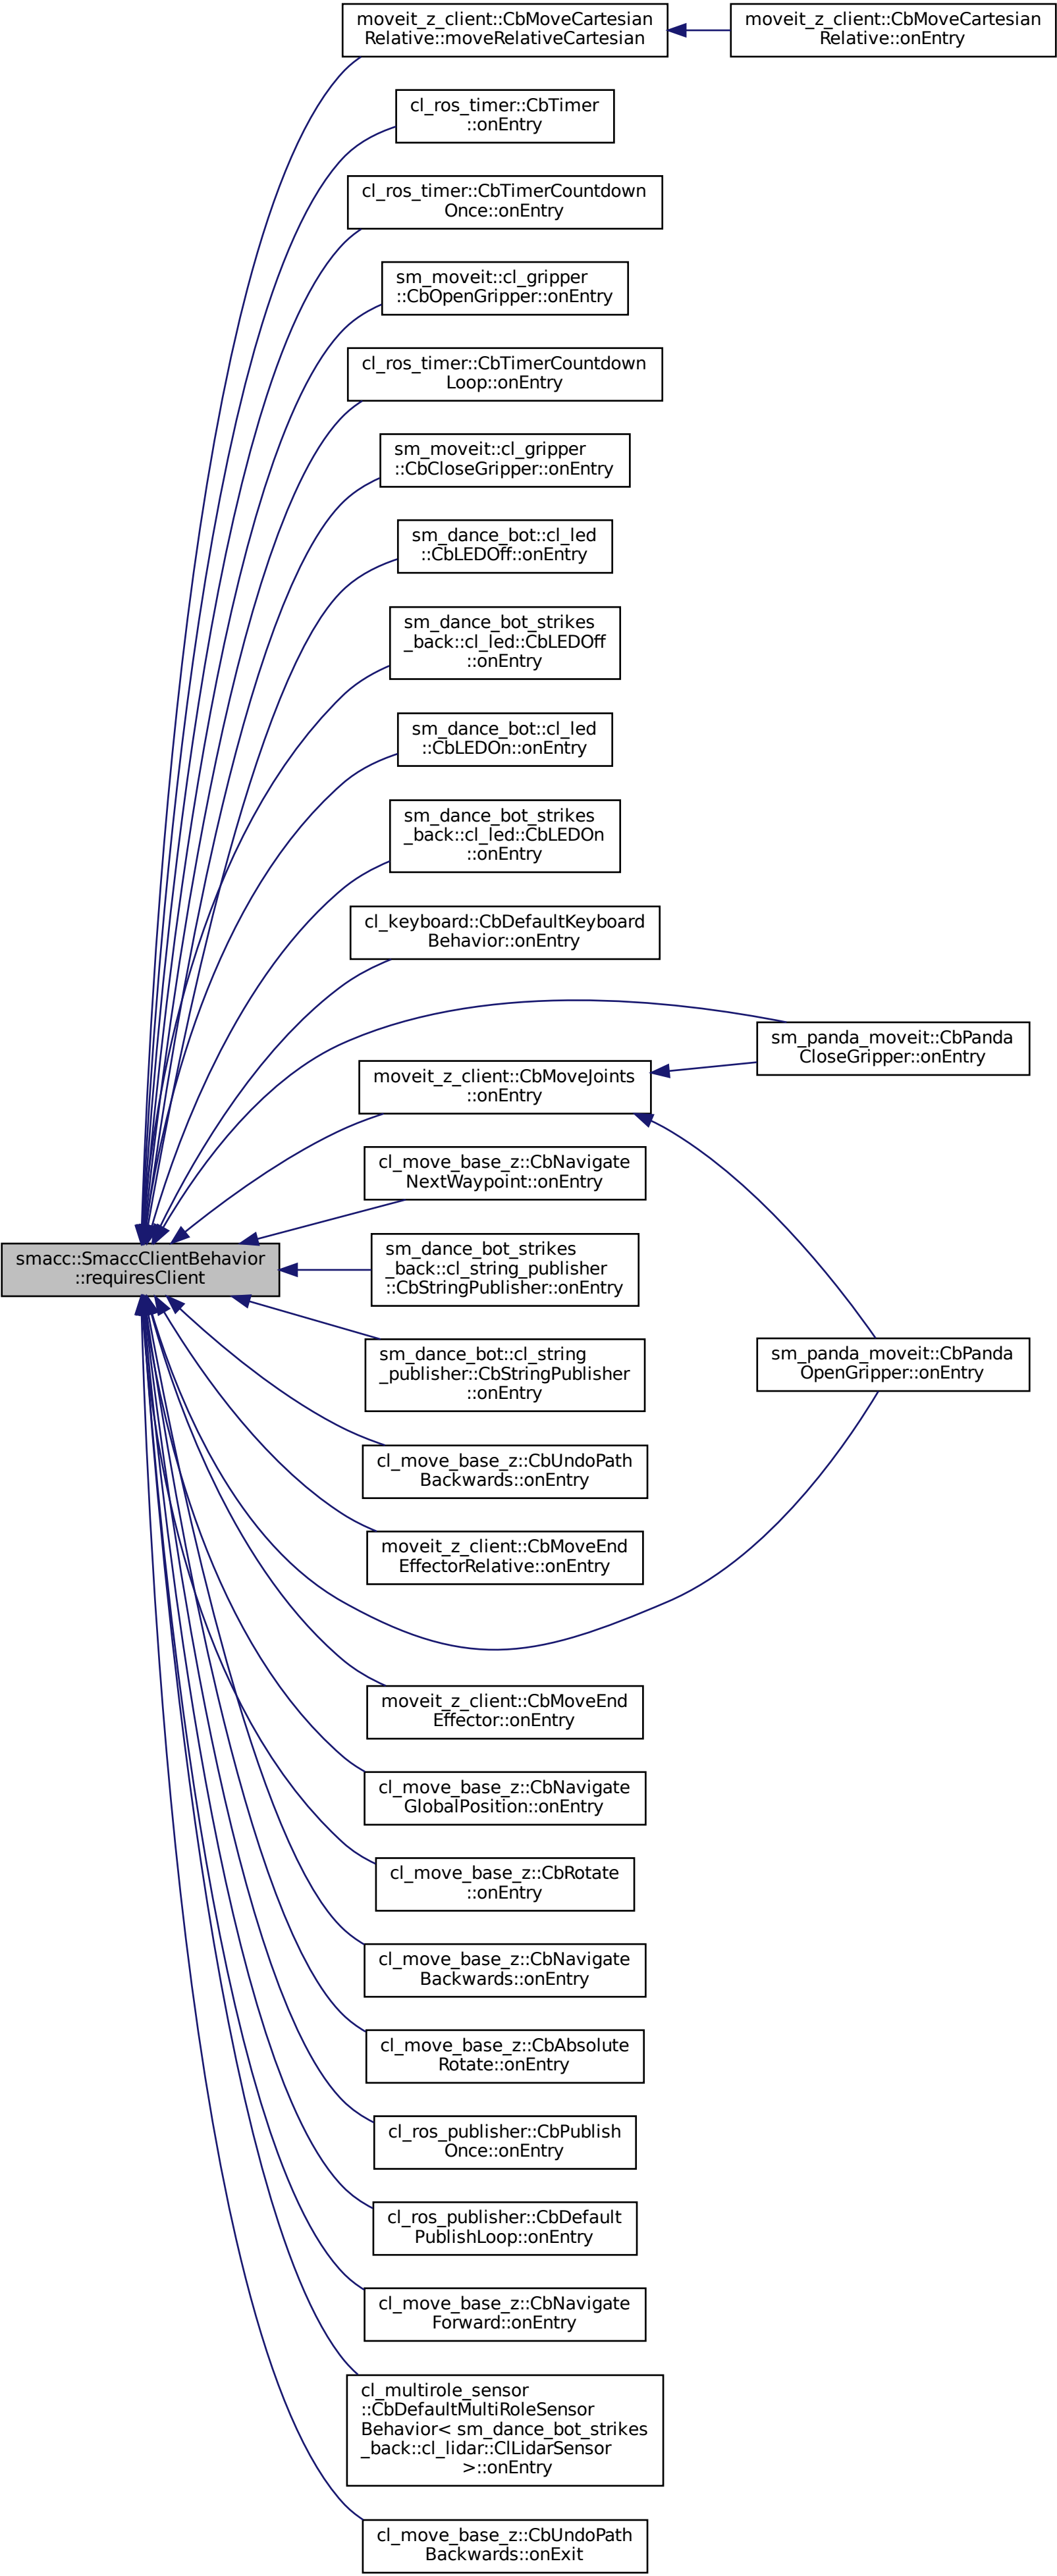 moveit_z_client::CbMoveCartesian
Relative::moveRelativeCartesian
moveit_z_client::CbMoveCartesian
Relative::onEntry
cl_ros_timer::CbTimer
::onEntry
cl_ros_timer::CbTimerCountdown
Once::onEntry
sm_moveit::cl_gripper
::CbOpenGripper::onEntry
cl_ros_timer::CbTimerCountdown
Loop::onEntry
sm_moveit::cl_gripper
::CbCloseGripper::onEntry
sm_dance_bot::cl_led
::CbLEDOff::onEntry
sm_dance_bot_strikes
_back::cl_led::CbLEDOff
::onEntry
sm_dance_bot::cl_led
::CbLEDOn::onEntry
sm_dance_bot_strikes
_back::cl_led::CbLEDOn
::onEntry
cl_keyboard::CbDefaultKeyboard
Behavior::onEntry
sm_panda_moveit::CbPanda
CloseGripper::onEntry
moveit_z_client::CbMoveJoints
::onEntry
cl_move_base_z::CbNavigate
NextWaypoint::onEntry
smacc::SmaccClientBehavior
::requiresClient
sm_dance_bot_strikes
_back::cl_string_publisher
::CbStringPublisher::onEntry
sm_dance_bot::cl_string
_publisher::CbStringPublisher
::onEntry
sm_panda_moveit::CbPanda
OpenGripper::onEntry
cl_move_base_z::CbUndoPath
Backwards::onEntry
moveit_z_client::CbMoveEnd
EffectorRelative::onEntry
moveit_z_client::CbMoveEnd
Effector::onEntry
cl_move_base_z::CbNavigate
GlobalPosition::onEntry
cl_move_base_z::CbRotate
::onEntry
cl_move_base_z::CbNavigate
Backwards::onEntry
cl_move_base_z::CbAbsolute
Rotate::onEntry
cl_ros_publisher::CbPublish
Once::onEntry
cl_ros_publisher::CbDefault
PublishLoop::onEntry
cl_move_base_z::CbNavigate
Forward::onEntry
cl_multirole_sensor
::CbDefaultMultiRoleSensor
Behavior< sm_dance_bot_strikes
_back::cl_lidar::ClLidarSensor
>::onEntry
cl_move_base_z::CbUndoPath
Backwards::onExit